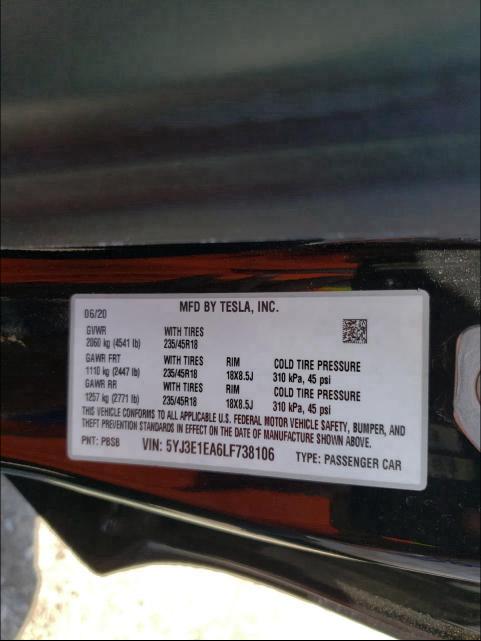 MFD BY TESLA, INC.
06/20
GVWR WITH TIRES
2060 kg (4541 lb) 235/45R18
GAWR FRT WITH TIRES RIM COLD TIRE PRESSURE
1110 kg (2447 lb) 235/45R18 18X8.5J 310 kPa, 45 psi
GAWR RR WITH TIRES RIM COLD TIRE PRESSURE
1257 kg (2771 lb) 235/45R18 18X8.5J 310 kPa, 45 psi
THIS VEHICLE CONFORMS TO ALL APPLICABLE U.S. FEDERAL MOTOR VEHICLE SAFETY, BUMPER, AND
THEFT PREVENTION STANDARDS IN EFFECT ON THE DATE OF MANUFACTURE SHOWN ABOVE.
PNT: PBSB VIN: 5YJ3E1EA6LF738106 TYPE: PASSENGER CAR